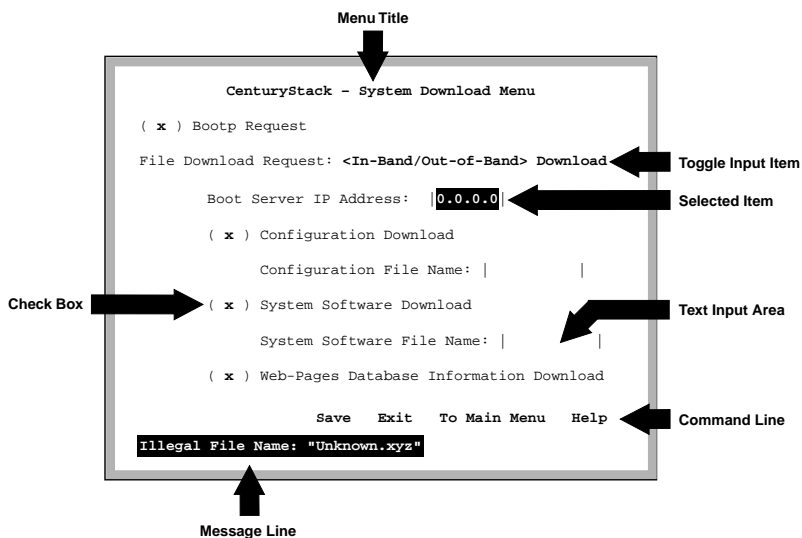 Menu Title
CenturyStack – System Download Menu
( x ) Bootp Request
File Download Request: <In-Band/Out-of-Band> Download
Toggle Input Item
Boot Server IP Address: |0.0.0.0|
Selected Item
( x ) Configuration Download
Configuration File Name: | |
Check Box
( x ) System Software Download
Text Input Area
System Software File Name: | |
( x ) Web-Pages Database Information Download
Save Exit To Main Menu Help
Command Line
Illegal File Name: "Unknown.xyz"
Message Line